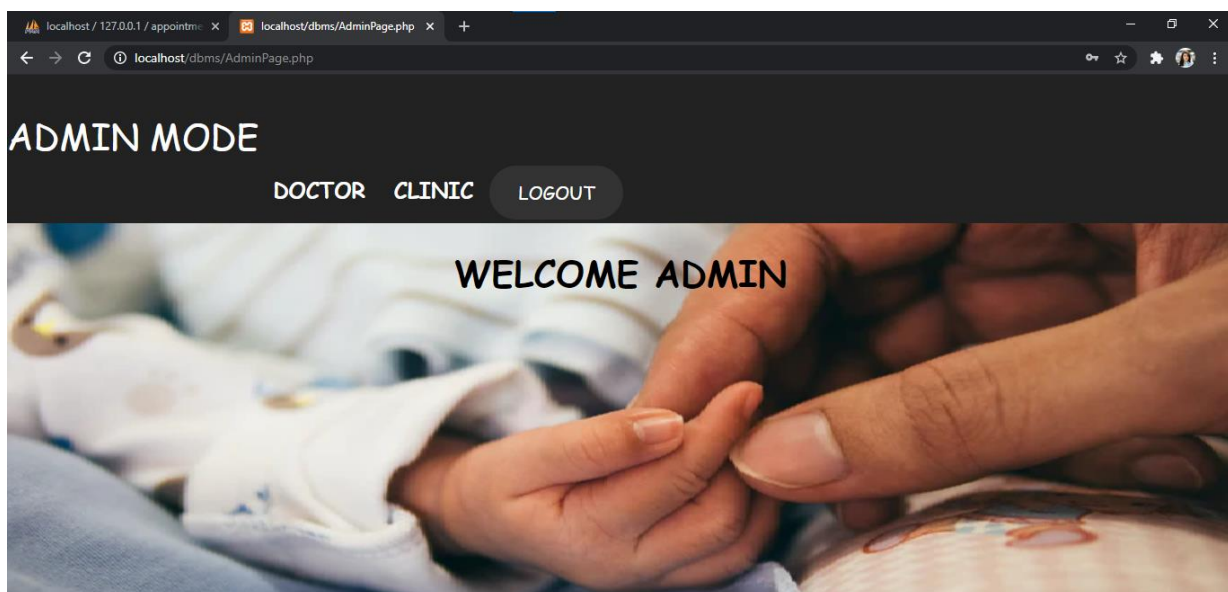 localhost / 127.0.0.1 / appointme
localhost/dbms/AdminPage.php
localhost/dbms/AdminPage.php
ADMIN MODE
DOCTOR CLINIC LOGOUT
WELCOME ADMIN